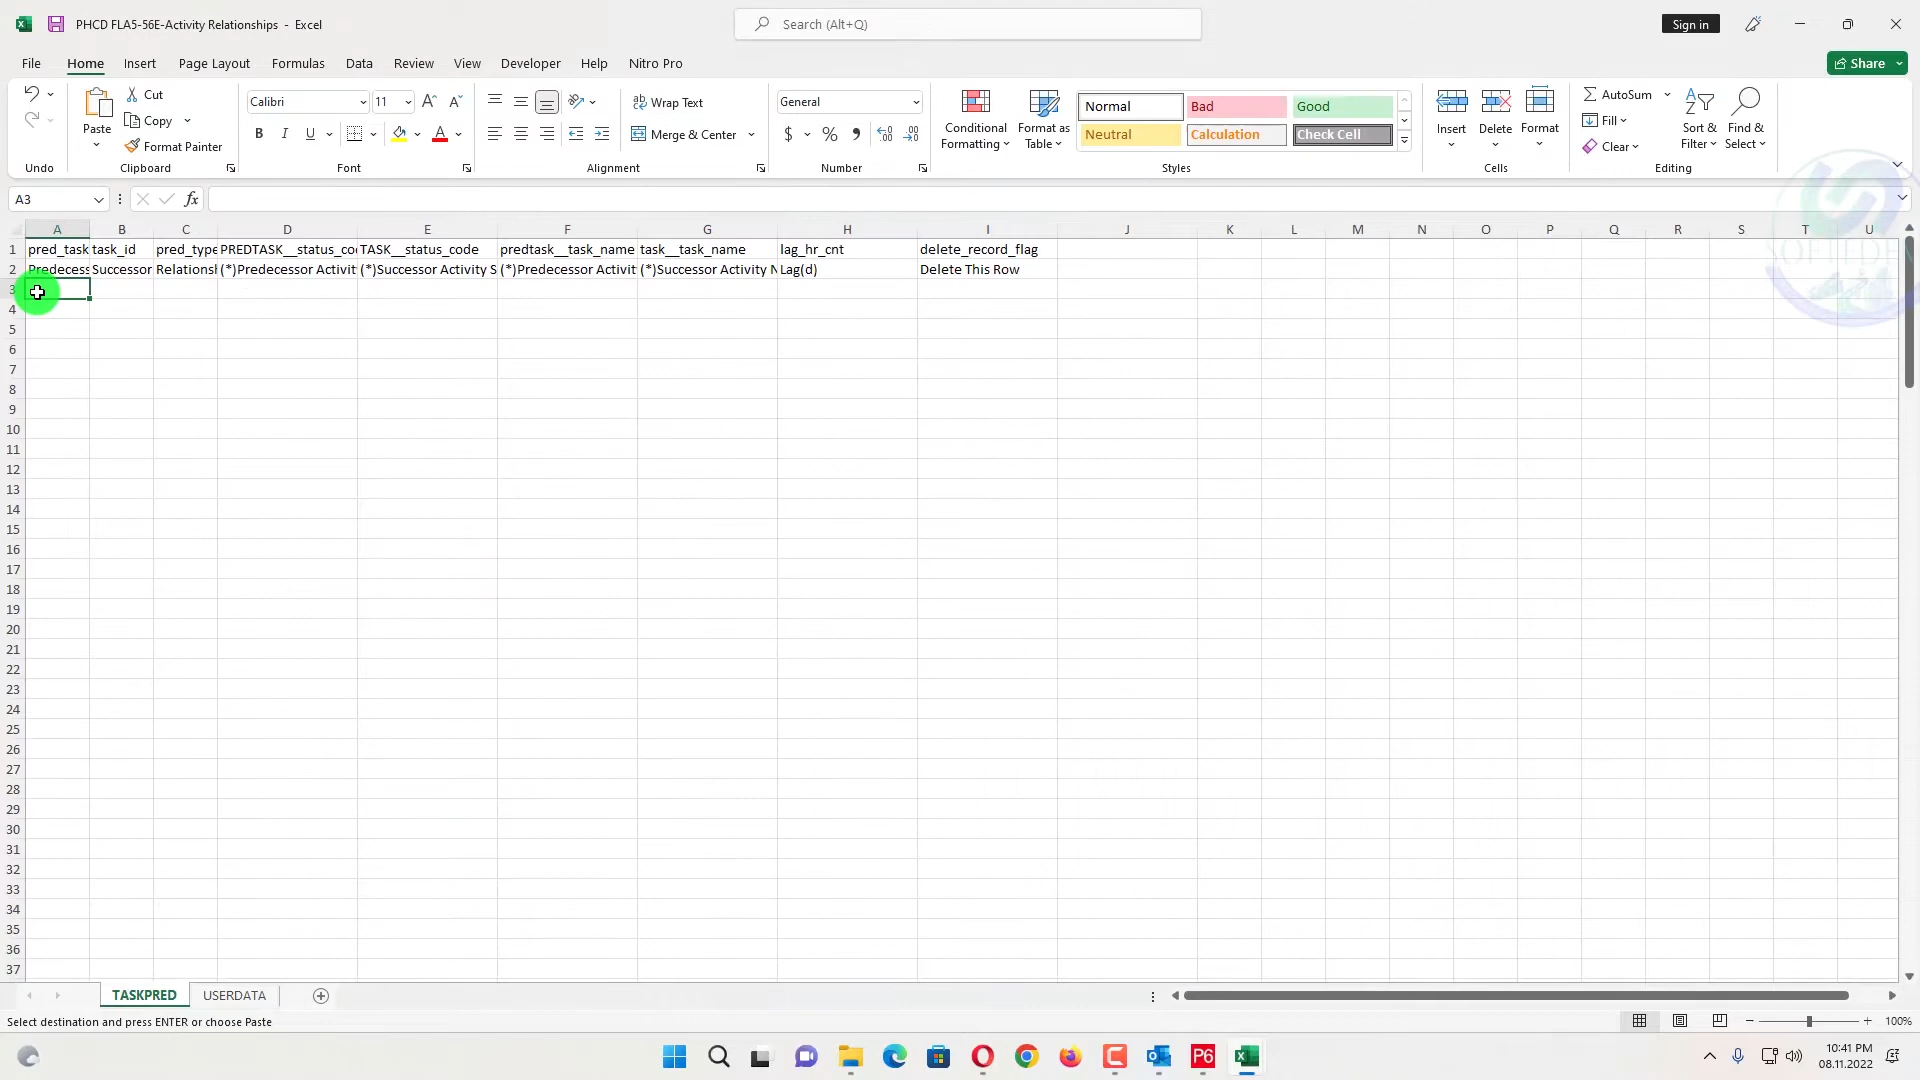 PHCD FLA5-56E-Activity Relationships - Excel
Search (Alt+Q)
Sign in
File Home Insert Page Layout Formulas Data Review View Developer Help Nitro Pro
Share
Paste
Cut
Copy
Format Painter
Calibri 11
B I U
Wrap Text
Merge & Center
General
$ % ,
Conditional Formatting
Format as Table
Normal Bad Good
Neutral Calculation Check Cell
Insert Delete Format
AutoSum
Fill
Clear
Sort & Filter
Find & Select
Undo Clipboard Font Alignment Number Styles Cells Editing
A3 fx
A B C D E F G H I J K L M N O P Q R S T U
1 pred_task task_id pred_type PREDTASK__status_co TASK__status_code predtask__task_name task__task_name lag_hr_cnt delete_record_flag
2 Predecess Successor Relationsl (*)Predecessor Activit (*)Successor Activity S (*)Predecessor Activit (*)Successor Activity N Lag(d) Delete This Row
3
4
5
6
7
8
9
10
11
12
13
14
15
16
17
18
19
20
21
22
23
24
25
26
27
28
29
30
31
32
33
34
35
36
37
TASKPRED USERDATA
Select destination and press ENTER or choose Paste
100%
P6
10:41 PM
08.11.2022